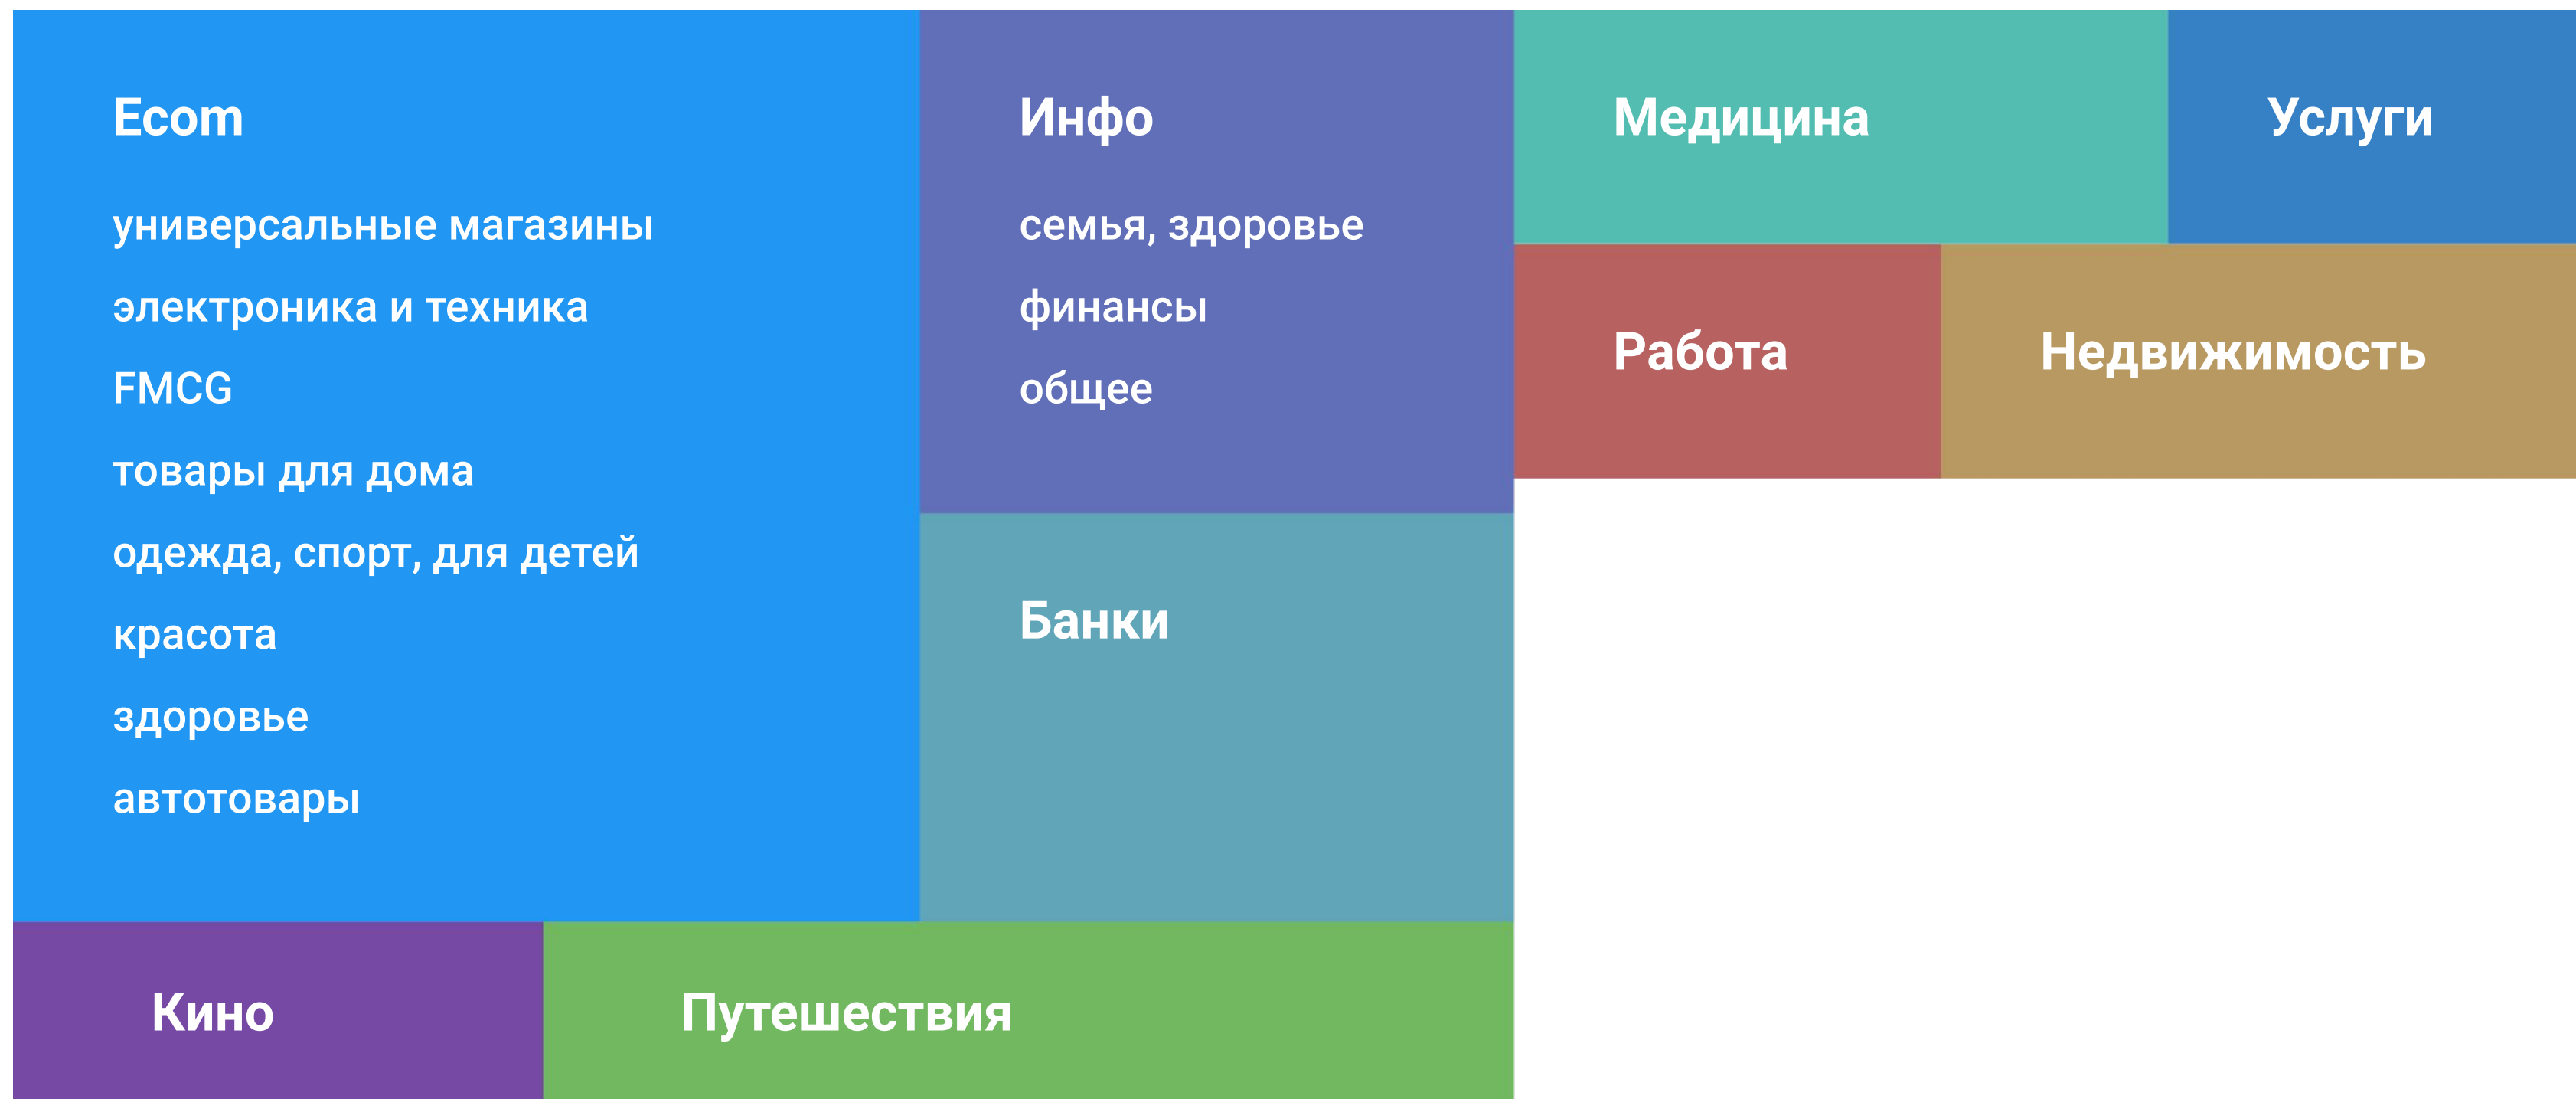 Ecom
универсальные магазины
электроника и техника
FMCG
товары для дома
одежда, спорт, для детей
красота
здоровье
автотовары
Инфо
семья, здоровье
финансы
общее
Банки
Медицина
Услуги
Работа
Недвижимость
Кино
Путешествия